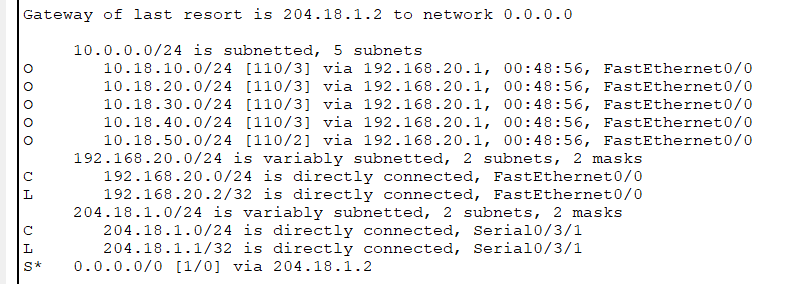 Gateway of last resort is 204.18.1.2 to network 0.0.0.0
10.0.0.0/24 is subnetted, 5 subnets
O 10.18.10.0/24 [110/3] via 192.168.20.1, 00:48:56, FastEthernet0/0
O 10.18.20.0/24 [110/3] via 192.168.20.1, 00:48:56, FastEthernet0/0
O 10.18.30.0/24 [110/3] via 192.168.20.1, 00:48:56, FastEthernet0/0
O 10.18.40.0/24 [110/3] via 192.168.20.1, 00:48:56, FastEthernet0/0
O 10.18.50.0/24 [110/2] via 192.168.20.1, 00:48:56, FastEthernet0/0
192.168.20.0/24 is variably subnetted, 2 subnets, 2 masks
C 192.168.20.0/24 is directly connected, FastEthernet0/0
L 192.168.20.2/32 is directly connected, FastEthernet0/0
204.18.1.0/24 is variably subnetted, 2 subnets, 2 masks
C 204.18.1.0/24 is directly connected, Serial0/3/1
L 204.18.1.1/32 is directly connected, Serial0/3/1
S* 0.0.0.0/0 [1/0] via 204.18.1.2